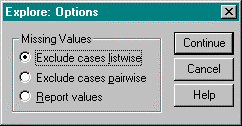 Explore: Options
Missing Values
Exclude cases listwise
Exclude cases pairwise
Report values
Continue
Cancel
Help